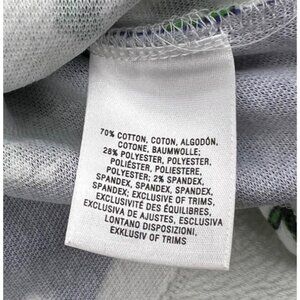 70% COTTON, COTON, ALGODÓN,
COTONE, BAUMWOLLE;
28% POLYESTER, POLYESTER,
POLIÉSTER, POLIESTERE,
POLYESTER; 2% SPANDEX,
SPANDEX, SPANDEX, SPANDEX,
SPANDEX; EXCLUSIVE OF TRIMS
EXCLUSIVITÉ DES ÉQUILIBRES,
EXCLUSIVA DE AJUSTES, ESCLUSIVA
LONTANO DISPOSIZIONI,
EXKLUSIV OF TRIMS